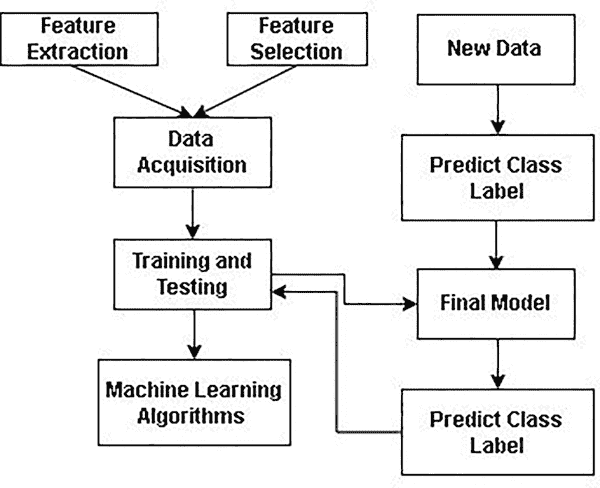 Feature
Extraction
Feature
Selection
New Data
Data
Acquisition
Predict Class
Label
Training and
Testing
Final Model
Machine Learning
Algorithms
Predict Class
Label